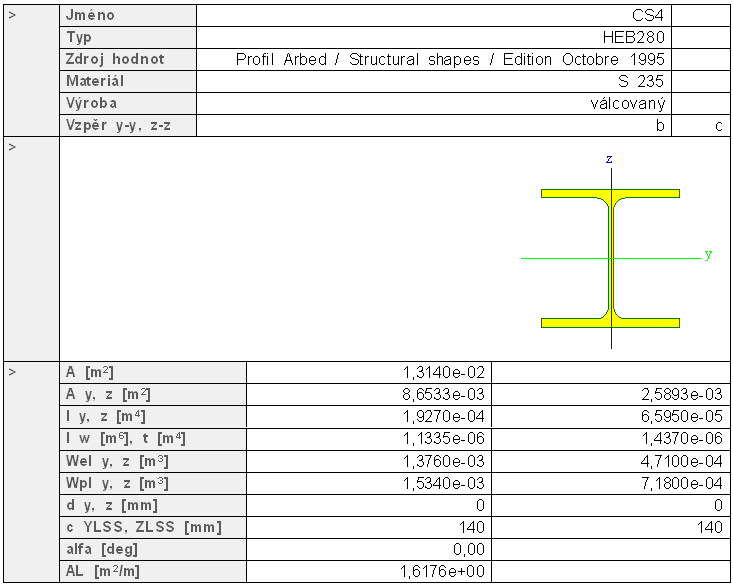 > Jméno CS4
Typ HEB280
Zdroj hodnot Profil Arbed / Structural shapes / Edition Octobre 1995
Materiál S 235
Výroba válcovaný
Vzpěr y-y, z-z b c
>
z
y
> A [m²] 1,3140e-02
A y, z [m²] 8,6533e-03 2,5893e-03
I y, z [m⁴] 1,9270e-04 6,5950e-05
I w [m⁶], t [m⁴] 1,1335e-06 1,4370e-06
Wel y, z [m³] 1,3760e-03 4,7100e-04
Wpl y, z [m³] 1,5340e-03 7,1800e-04
d y, z [mm] 0 0
c YLSS, ZLSS [mm] 140 140
alfa [deg] 0,00
AL [m²/m] 1,6176e+00